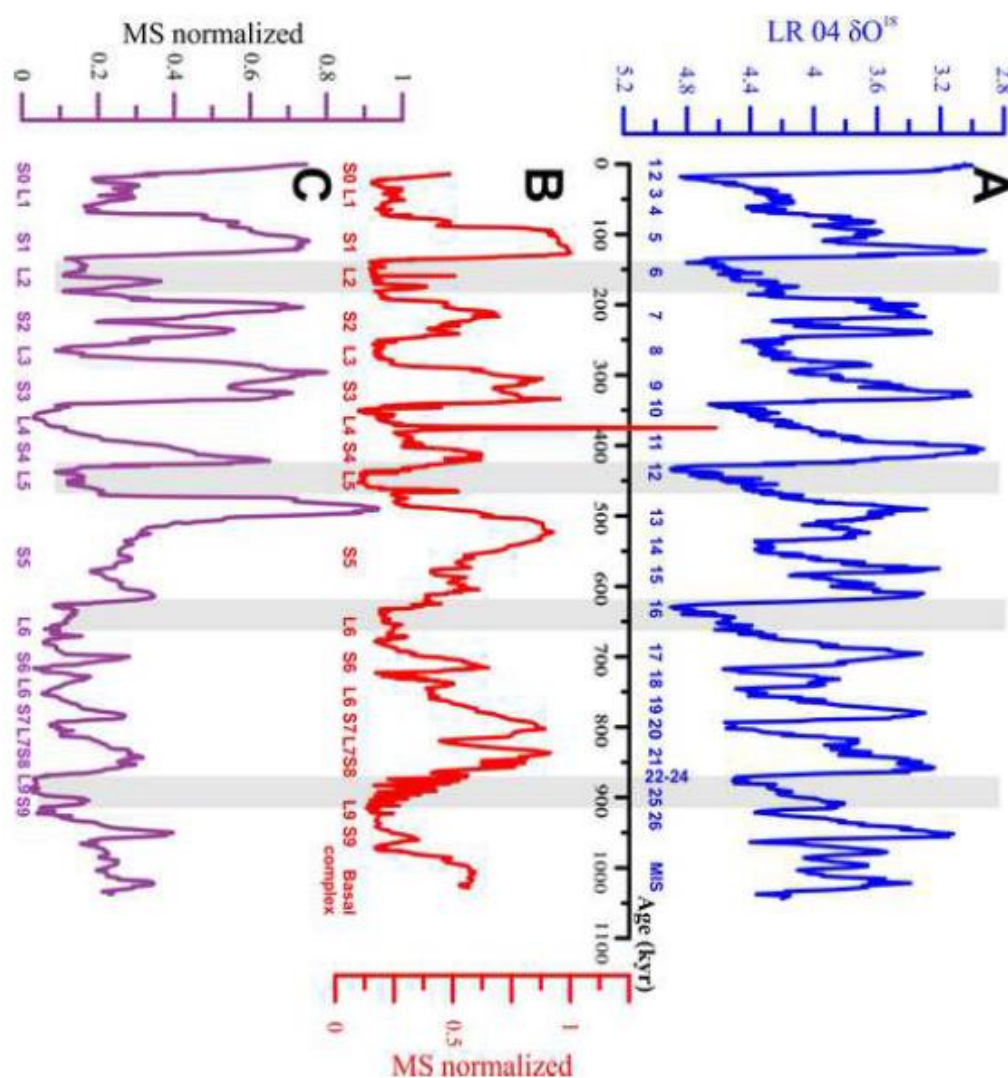 MS normalized
0 0.2 0.4 0.6 0.8 1
LR 04 δO¹⁸
5.2 4.8 4.4 4 3.6 3.2 2.8
C
B
A
S0 L1 S1 L2 S2 L3 S3 L4 S4 L5 S5 L6 S6 L6 S7 L7 S8 L9 S9
S0 L1 S1 L2 S2 L3 S3 L4 S4 L5 S5 L6 S6 L6 S7 L7 S8 L9 S9 Basal
complex
0 100 200 300 400 500 600 700 800 900 1000 1100
Age (kyr)
1 2 3 4 5 6 7 8 9 10 11 12 13 14 15 16 17 18 19 20 21 22-24 25 26 MIS
0 0.5 1
MS normalized